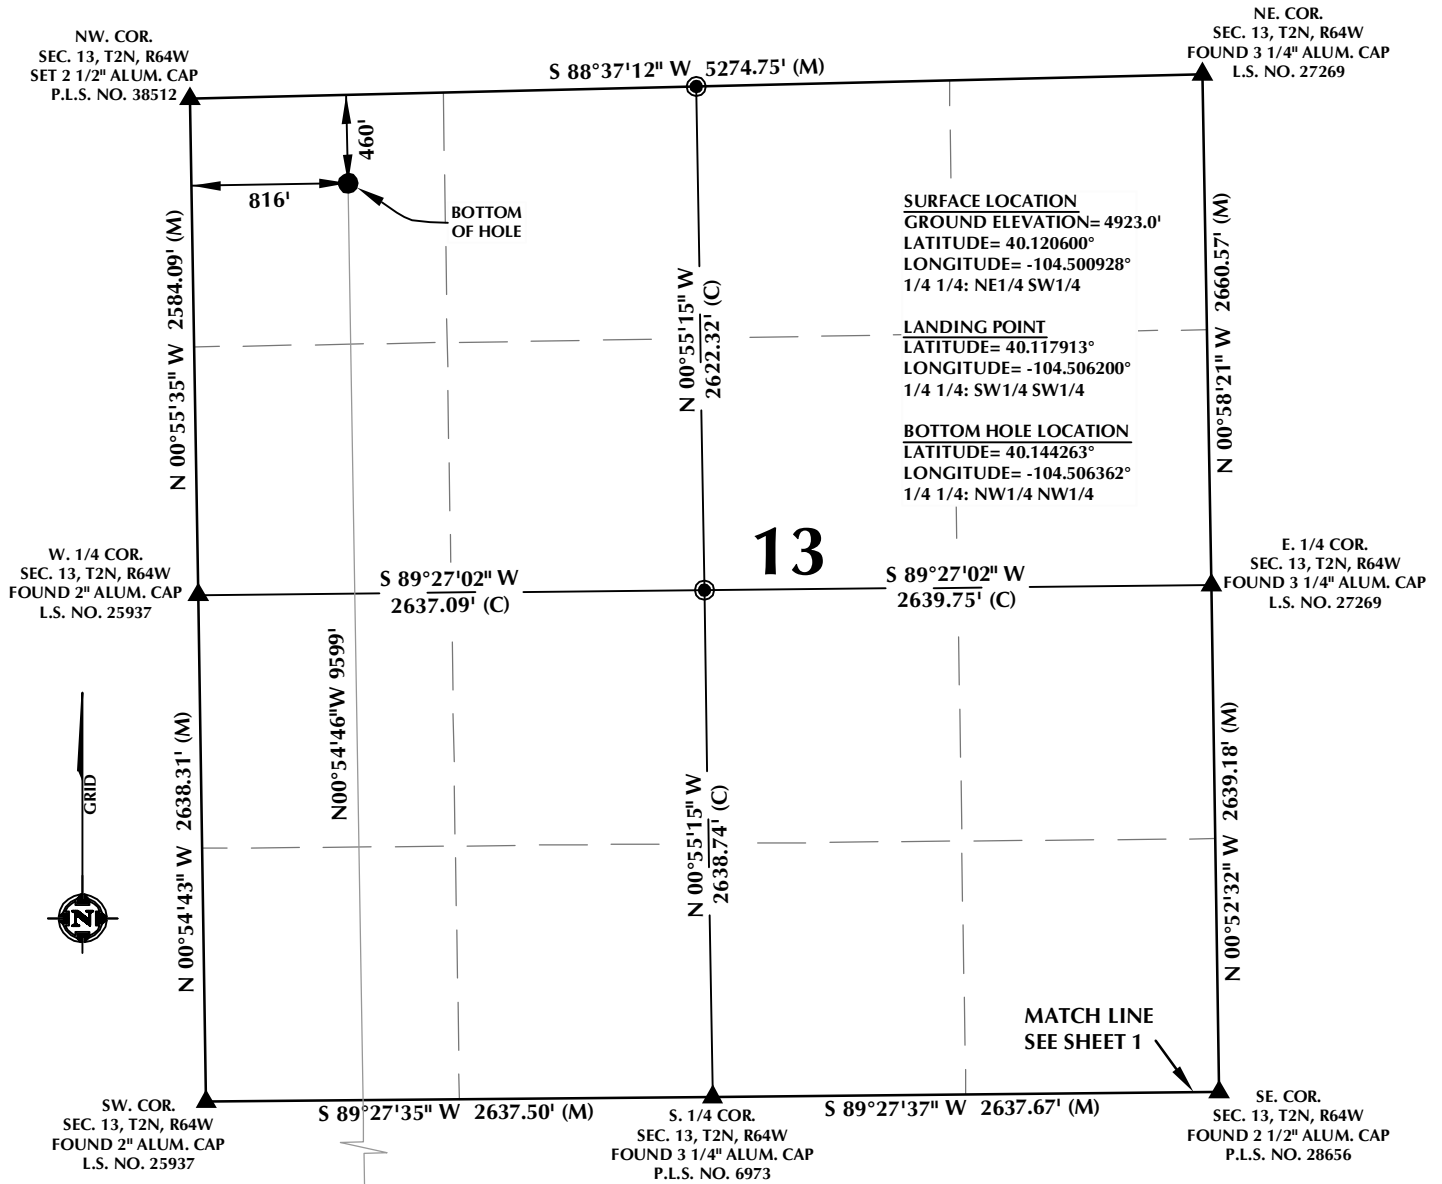 NW. COR.
SEC. 13, T2N, R64W
SET 2 1/2" ALUM. CAP
P.L.S. NO. 38512
S 88°37'12" W 5274.75' (M)
NE. COR.
SEC. 13, T2N, R64W
FOUND 3 1/4" ALUM. CAP
L.S. NO. 27269
460'
816'
BOTTOM
OF HOLE
N 00°55'35" W 2584.09' (M)
N 00°55'15" W
2622.32' (C)
SURFACE LOCATION
GROUND ELEVATION= 4923.0'
LATITUDE= 40.120600°
LONGITUDE= -104.500928°
1/4 1/4: NE1/4 SW1/4
LANDING POINT
LATITUDE= 40.117913°
LONGITUDE= -104.506200°
1/4 1/4: SW1/4 SW1/4
BOTTOM HOLE LOCATION
LATITUDE= 40.144263°
LONGITUDE= -104.506362°
1/4 1/4: NW1/4 NW1/4
N 00°58'21" W 2660.57' (M)
W. 1/4 COR.
SEC. 13, T2N, R64W
FOUND 2" ALUM. CAP
L.S. NO. 25937
S 89°27'02" W
2637.09' (C)
13
S 89°27'02" W
2639.75' (C)
E. 1/4 COR.
SEC. 13, T2N, R64W
FOUND 3 1/4" ALUM. CAP
L.S. NO. 27269
GRID
N
N 00°54'43" W 2638.31' (M)
N00°54'46"W 9599'
N 00°55'15" W
2638.74' (C)
N 00°52'32" W 2639.18' (M)
MATCH LINE
SEE SHEET 1
SW. COR.
SEC. 13, T2N, R64W
FOUND 2" ALUM. CAP
L.S. NO. 25937
S 89°27'35" W 2637.50' (M)
S. 1/4 COR.
SEC. 13, T2N, R64W
FOUND 3 1/4" ALUM. CAP
P.L.S. NO. 6973
S 89°27'37" W 2637.67' (M)
SE. COR.
SEC. 13, T2N, R64W
FOUND 2 1/2" ALUM. CAP
P.L.S. NO. 28656